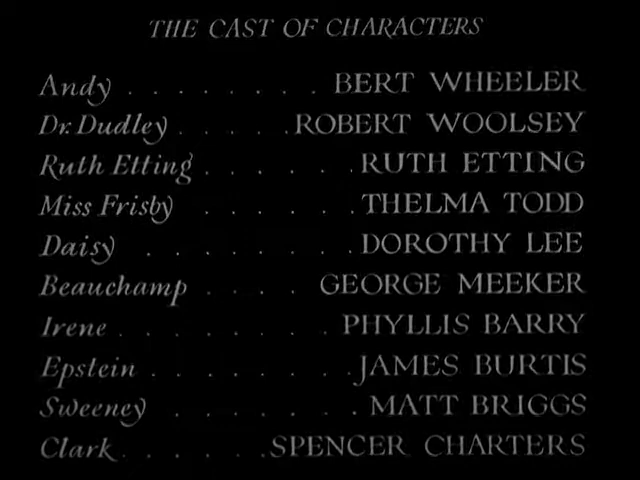 THE CAST OF CHARACTERS
Andy . . . . . . . . BERT WHEELER
Dr. Dudley . . . . . ROBERT WOOLSEY
Ruth Etting . . . . . . RUTH ETTING
Miss Frisby . . . . . . THELMA TODD
Daisy . . . . . . . . DOROTHY LEE
Beauchamp . . . . GEORGE MEEKER
Irene . . . . . . . . PHYLLIS BARRY
Epstein . . . . . . . . JAMES BURTIS
Sweeney . . . . . . . MATT BRIGGS
Clark . . . . . . . SPENCER CHARTERS